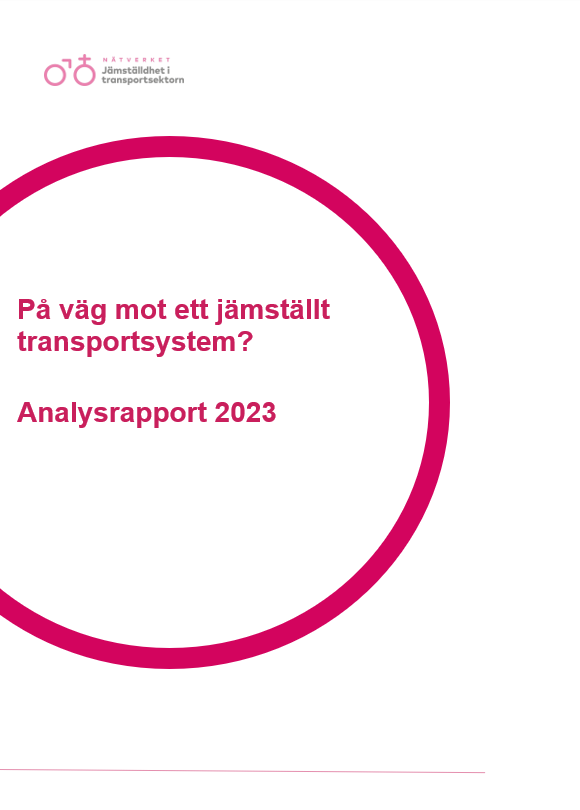 NÄTVERKET
Jämställdhet i
transportsektorn
På väg mot ett jämställt
transportsystem?
Analysrapport 2023